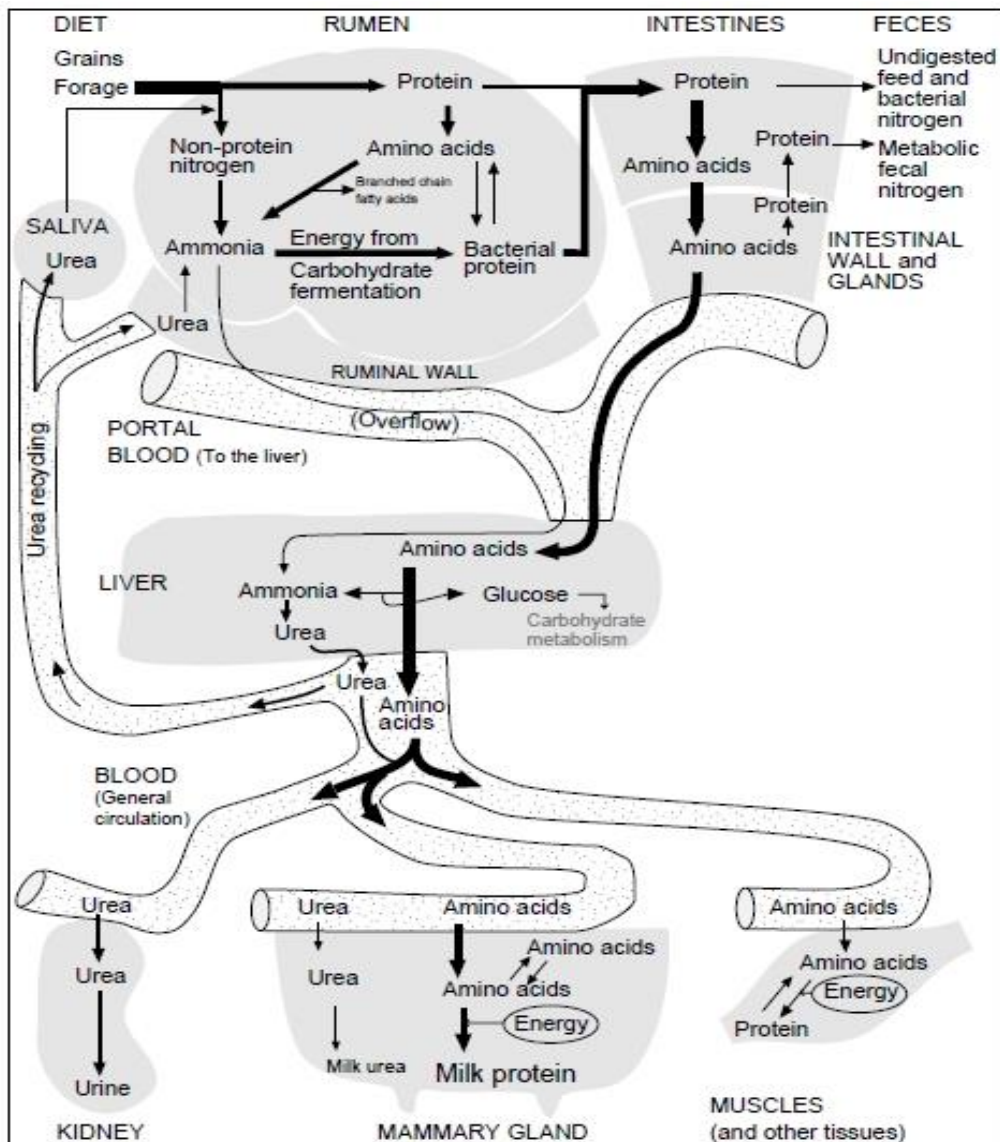 DIET
RUMEN
INTESTINES
FECES
Grains
Forage
Protein
Protein
Undigested
feed and
bacterial
nitrogen
Non-protein
nitrogen
Amino acids
Branched chain
fatty acids
Amino acids
Protein
Metabolic
fecal
nitrogen
SALIVA
Urea
Ammonia
Energy from
Carbohydrate
fermentation
Bacterial
protein
Protein
Amino acids
INTESTINAL
WALL and
GLANDS
Urea
RUMINAL WALL
(Overflow)
PORTAL
BLOOD (To the liver)
Urea recycling
LIVER
Amino acids
Ammonia
Glucose
Carbohydrate
metabolism
Urea
Urea
Amino
acids
BLOOD
(General
circulation)
Urea
Urea
Amino acids
Amino acids
Urea
Urea
Amino acids
Amino acids
Amino acids
Energy
Energy
Protein
Urine
Milk urea
Milk protein
KIDNEY
MAMMARY GLAND
MUSCLES
(and other tissues)